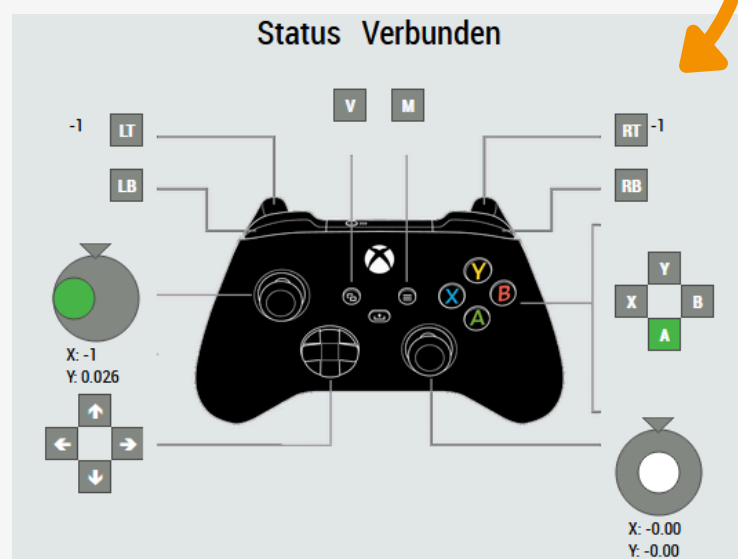 Status Verbunden
V M
-1 LT
RT -1
LB
RB
Y
X B
A
Y
X B
A
X: -1
Y: 0.026
X: -0.00
Y: -0.00